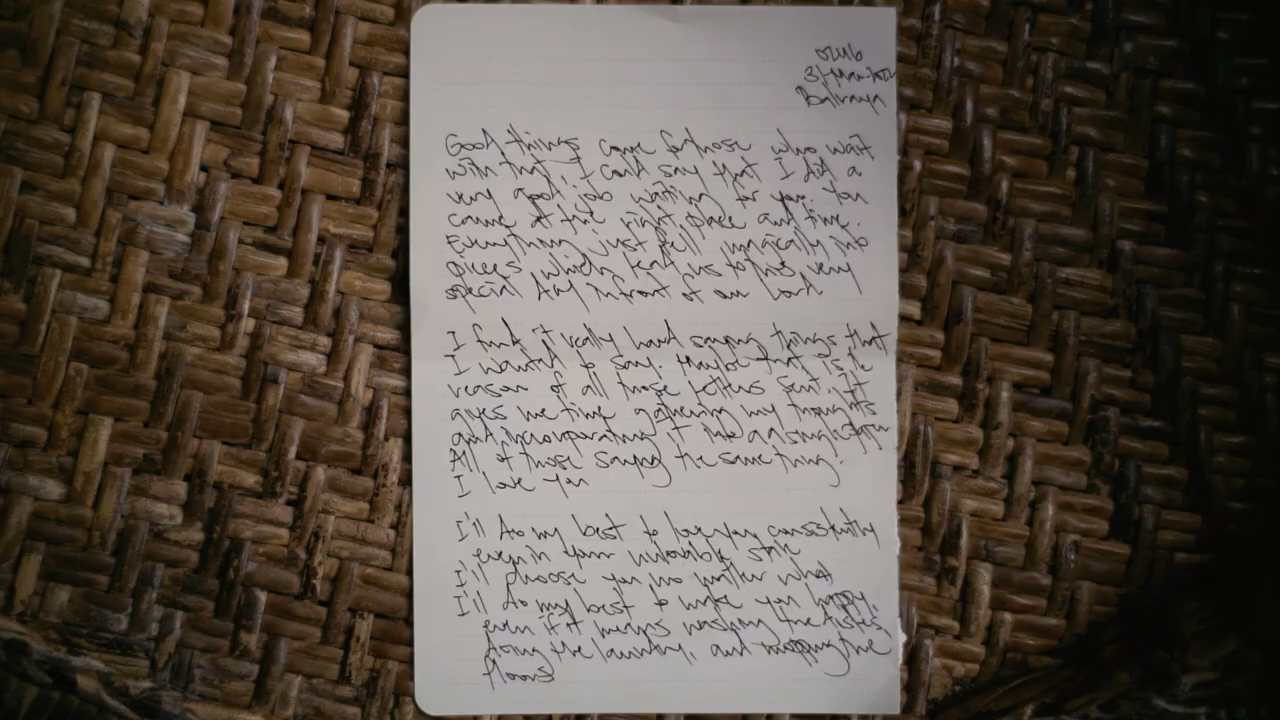 Good things come for those who wait
with that, I could say that I did a
very good job waiting for you. You
came at the right place and time.
Everything just fell magically into
pieces which lead us to this very
special day infront of our Lord
I find it really hard saying things that
I wanted to say. Maybe that is the
reason of all those letters sent. It
gives me time gathering my thoughts
and incorporating it into a single
All of those saying the same thing.
I love you
I'll do my best to love you consistently
even in your unlovable state
I'll choose you no matter what
I'll do my best to make you happy,
even if it means washing the dishes
doing the laundry, and mopping the
floors